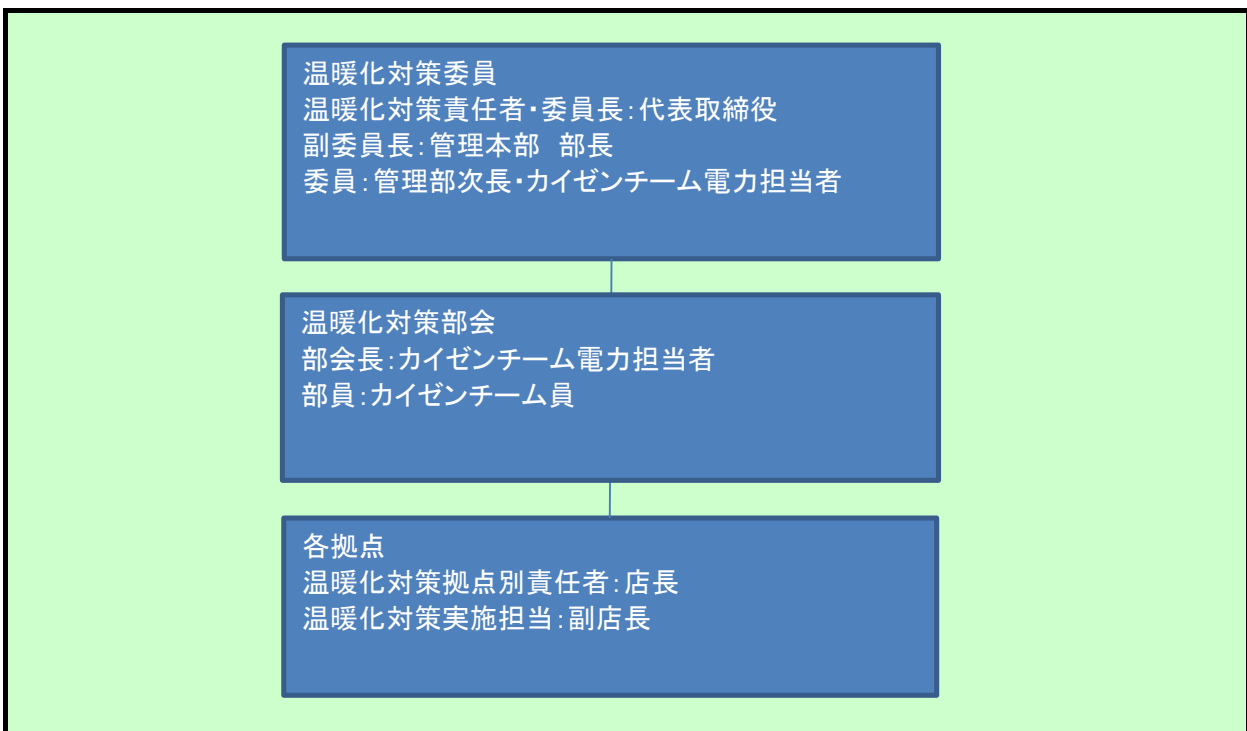 温暖化対策委員
温暖化対策責任者・委員長：代表取締役
副委員長：管理本部　部長
委員：管理部次長・カイゼンチーム電力担当者
温暖化対策部会
部会長：カイゼンチーム電力担当者
部員：カイゼンチーム員
各拠点
温暖化対策拠点別責任者：店長
温暖化対策実施担当：副店長